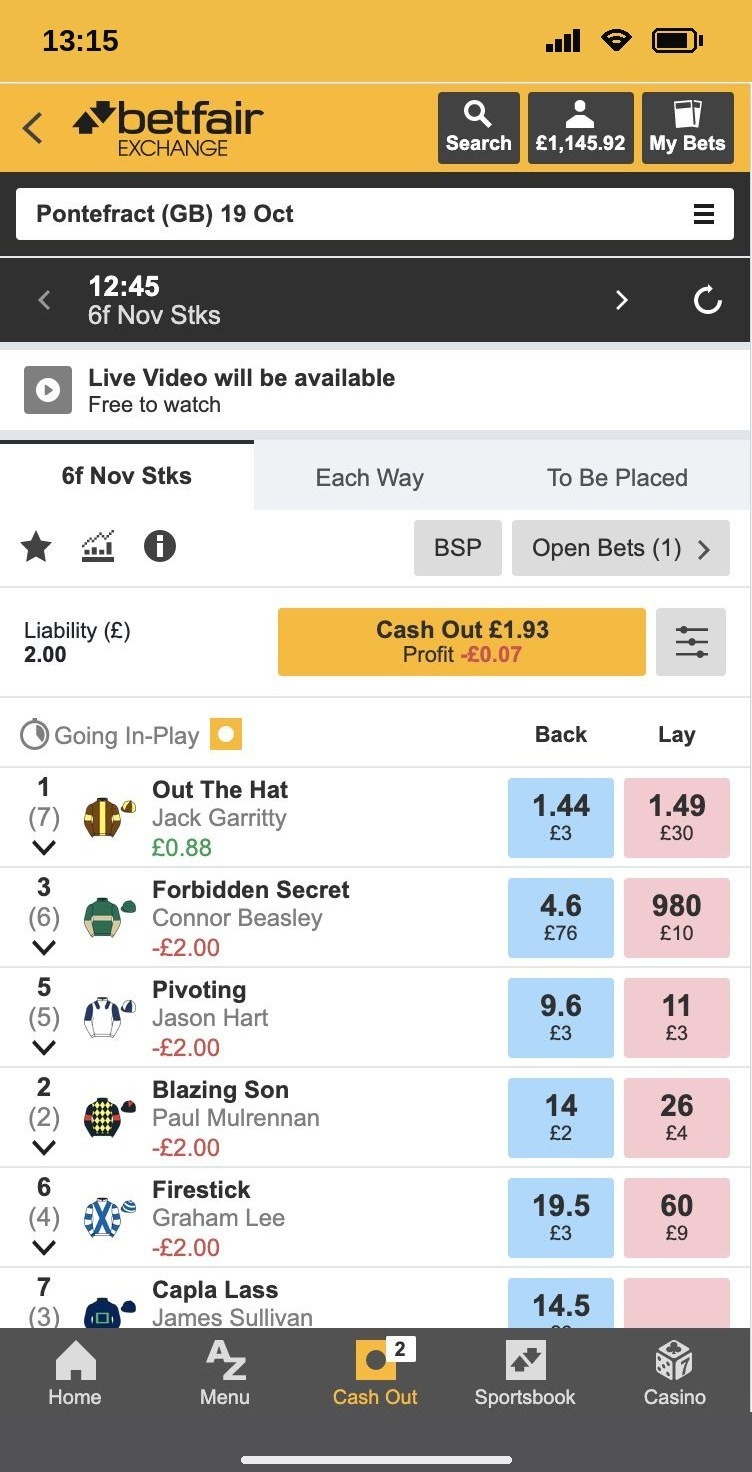 13:15
betfair
EXCHANGE
Search
£1,145.92
My Bets
Pontefract (GB) 19 Oct
12:45
6f Nov Stks
Live Video will be available
Free to watch
6f Nov Stks
Each Way
To Be Placed
BSP
Open Bets (1)
Liability (£)
2.00
Cash Out £1.93
Profit -£0.07
Going In-Play
Back
Lay
1
(7)
Out The Hat
Jack Garritty
£0.88
1.44
£3
1.49
£30
3
(6)
Forbidden Secret
Connor Beasley
-£2.00
4.6
£76
980
£10
5
(5)
Pivoting
Jason Hart
-£2.00
9.6
£3
11
£3
2
(2)
Blazing Son
Paul Mulrennan
-£2.00
14
£2
26
£4
6
(4)
Firestick
Graham Lee
-£2.00
19.5
£3
60
£9
7
(3)
Capla Lass
James Sullivan
14.5
Home
AZ
Menu
2
Cash Out
Sportsbook
7
Casino